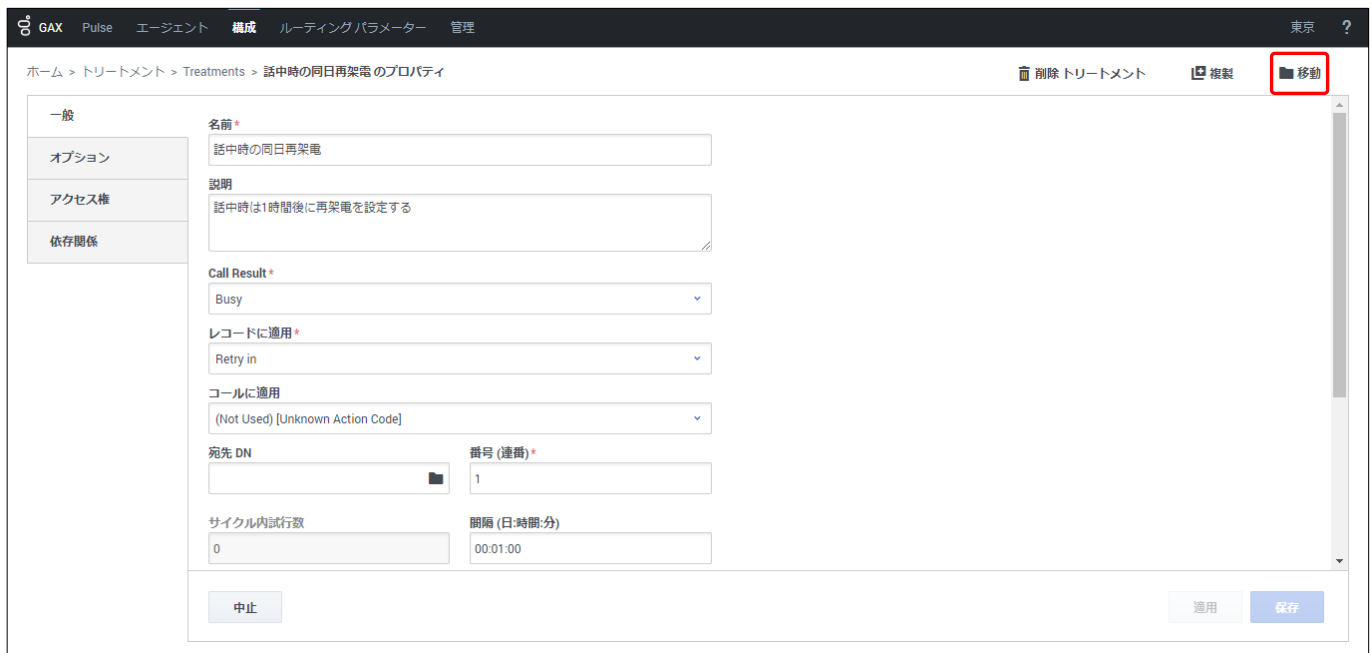 GAX Pulse エージェント 構成 ルーティング パラメーター 管理 東京 ?
ホーム > トリートメント > Treatments > 話中時の同日再架電 のプロパティ 削除 トリートメント 複製 移動
一般
オプション
アクセス権
依存関係
名前*
話中時の同日再架電
説明
話中時は1時間後に再架電を設定する
Call Result*
Busy
レコードに適用*
Retry in
コールに適用
(Not Used) [Unknown Action Code]
宛先 DN 番号 (連番)*
1
サイクル内試行数 間隔 (日:時間:分)
0 00:01:00
中止 適用 保存